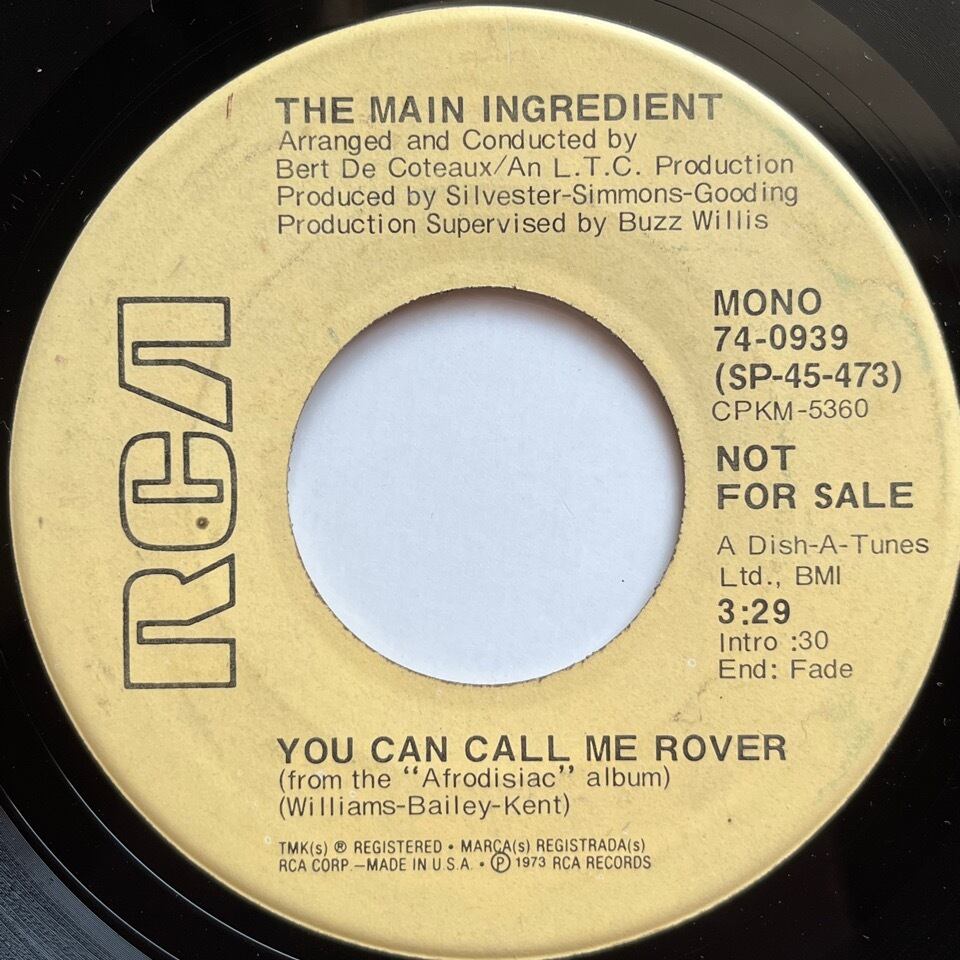 THE MAIN INGREDIENT
Arranged and Conducted by
Bert De Coteaux/An L.T.C. Production
Produced by Silvester-Simmons-Gooding
Production Supervised by Buzz Willis
RCA
MONO
74-0939
(SP-45-473)
CPKM-5360
NOT
FOR SALE
A Dish-A-Tunes
Ltd., BMI
3:29
Intro :30
End: Fade
YOU CAN CALL ME ROVER
(from the "Afrodisiac" album)
(Williams-Bailey-Kent)
TMK(s) ® REGISTERED • MARCA(s) REGISTRADA(s)
RCA CORP.—MADE IN U.S.A. • ℗ 1973 RCA RECORDS